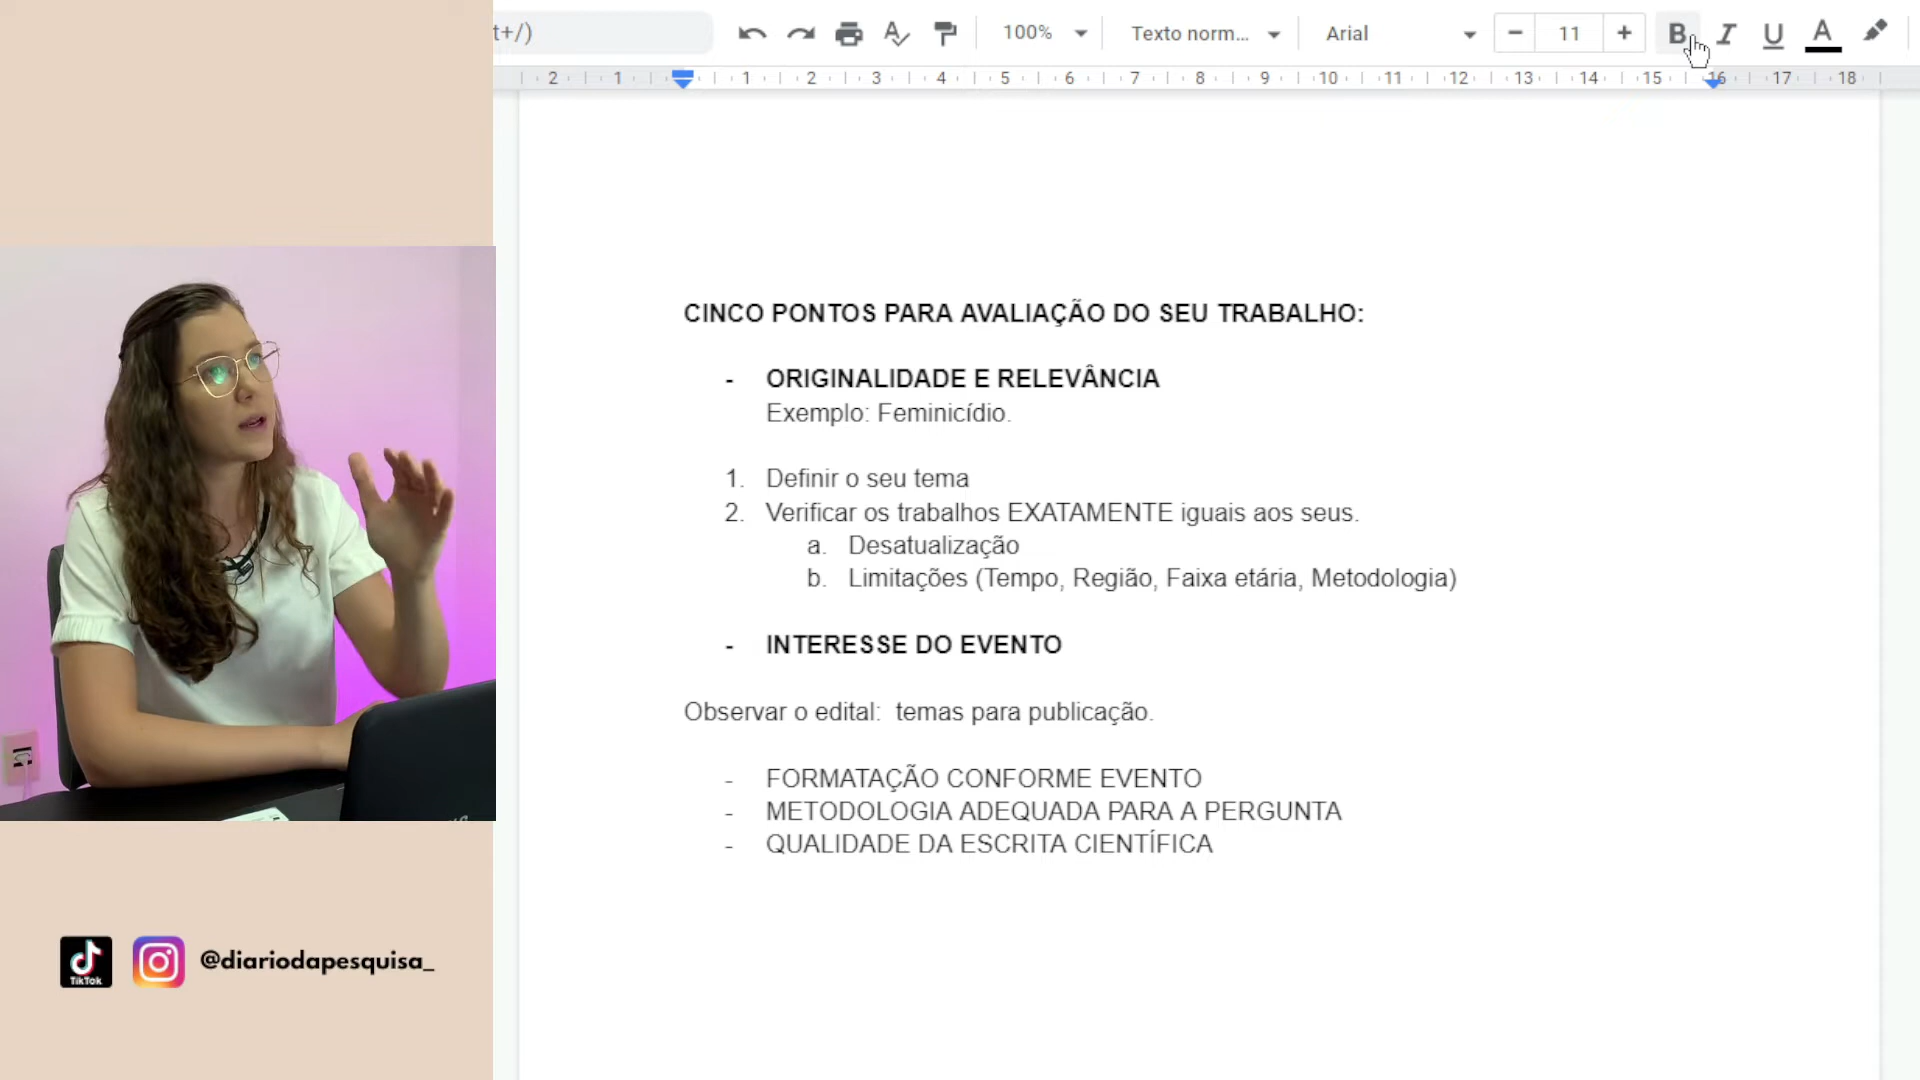 t+/)
100%
Texto norm...
Arial
11
B I U A
2 1 1 2 3 4 5 6 7 8 9 10 11 12 13 14 15 16 17 18
CINCO PONTOS PARA AVALIAÇÃO DO SEU TRABALHO:
- ORIGINALIDADE E RELEVÂNCIA
Exemplo: Feminicídio.
1. Definir o seu tema
2. Verificar os trabalhos EXATAMENTE iguais aos seus.
a. Desatualização
b. Limitações (Tempo, Região, Faixa etária, Metodologia)
- INTERESSE DO EVENTO
Observar o edital:  temas para publicação.
- FORMATAÇÃO CONFORME EVENTO
- METODOLOGIA ADEQUADA PARA A PERGUNTA
- QUALIDADE DA ESCRITA CIENTÍFICA
TikTok
@diariodapesquisa_